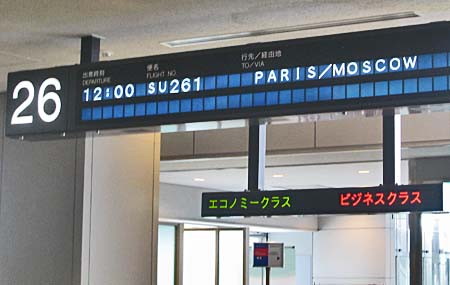 26
出発時刻 便名 行先/経由地
DEPARTURE FLIGHT NO. TO/VIA
12:00 SU261 PARIS/MOSCOW
エコノミークラス ビジネスクラス